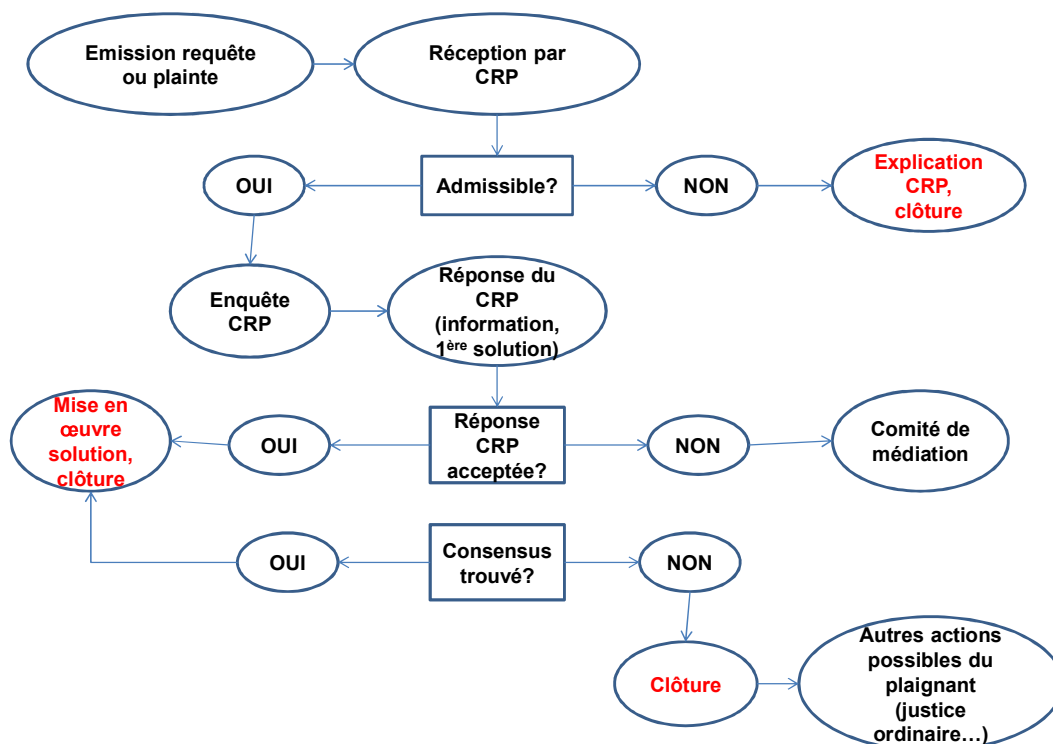 Emission requête
ou plainte
Réception par
CRP
OUI
Admissible?
NON
Explication
CRP,
clôture
Enquête
CRP
Réponse du
CRP
(information,
1ère solution)
Mise en
œuvre
solution,
clôture
OUI
Réponse
CRP
acceptée?
NON
Comité de
médiation
OUI
Consensus
trouvé?
NON
Clôture
Autres actions
possibles du
plaignant
(justice
ordinaire…)